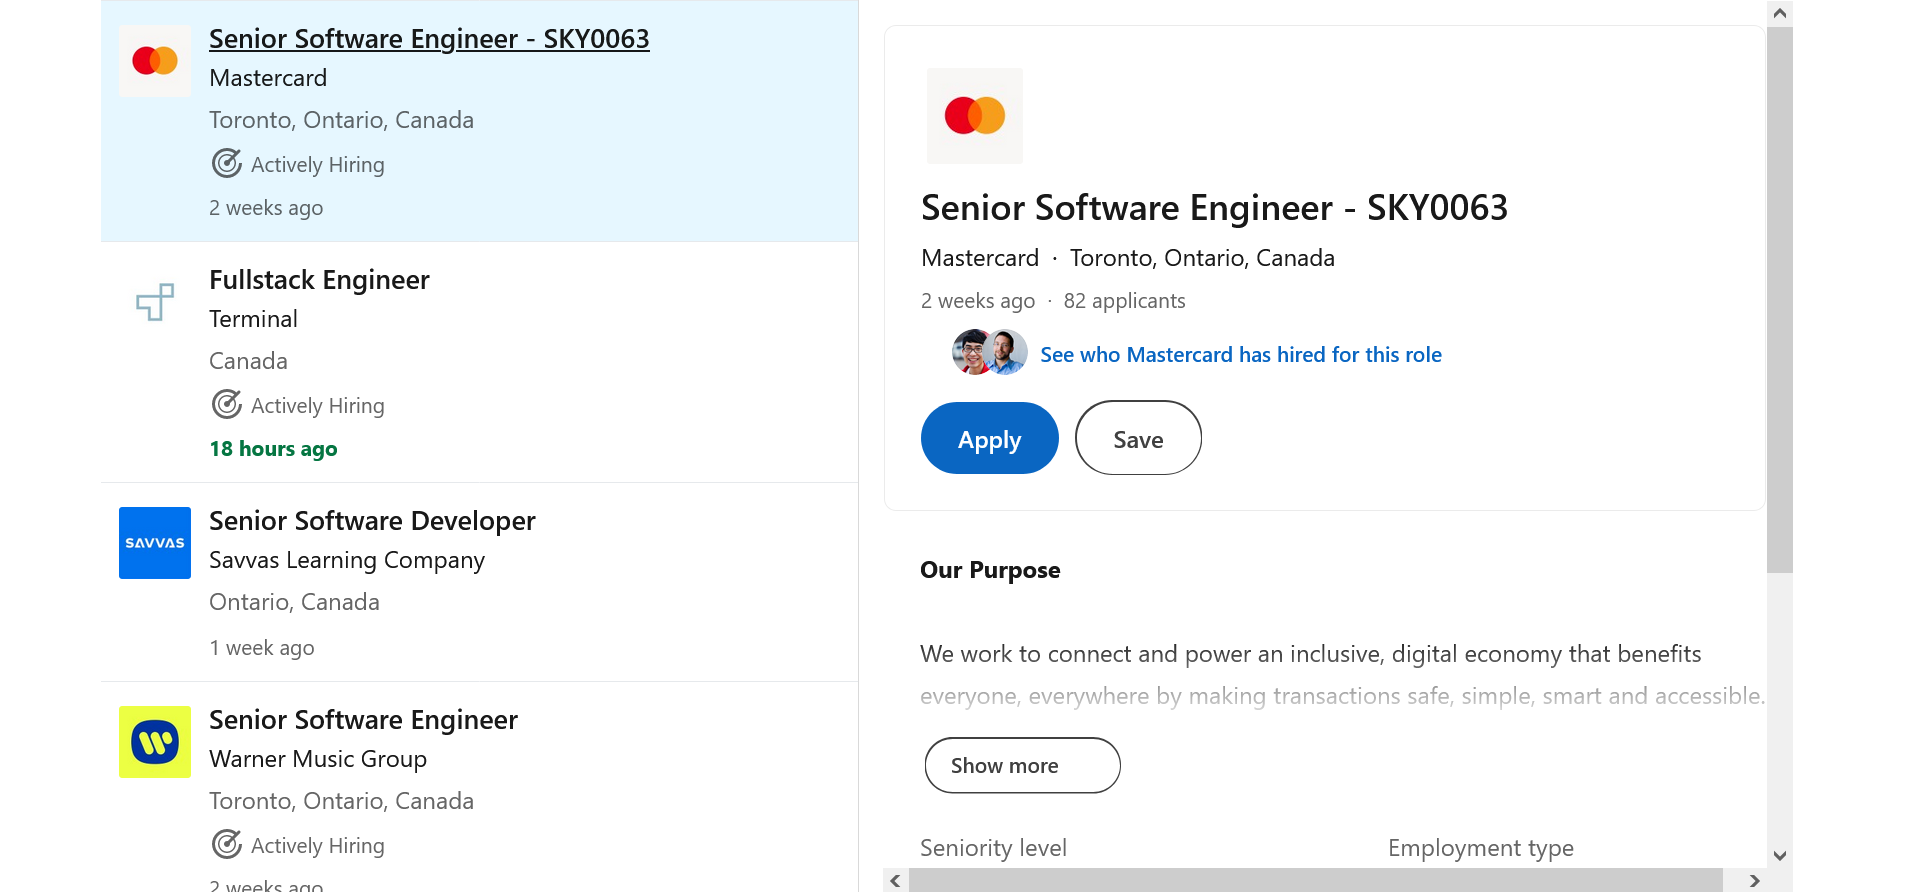 Senior Software Engineer - SKY0063
Mastercard
Toronto, Ontario, Canada
Actively Hiring
2 weeks ago
Fullstack Engineer
Terminal
Canada
Actively Hiring
18 hours ago
SAVVAS
Senior Software Developer
Savvas Learning Company
Ontario, Canada
1 week ago
Senior Software Engineer
Warner Music Group
Toronto, Ontario, Canada
Actively Hiring
2 weeks ago
Senior Software Engineer - SKY0063
Mastercard · Toronto, Ontario, Canada
2 weeks ago · 82 applicants
See who Mastercard has hired for this role
Apply Save
Our Purpose
We work to connect and power an inclusive, digital economy that benefits
everyone, everywhere by making transactions safe, simple, smart and accessible.
Show more
Seniority level Employment type